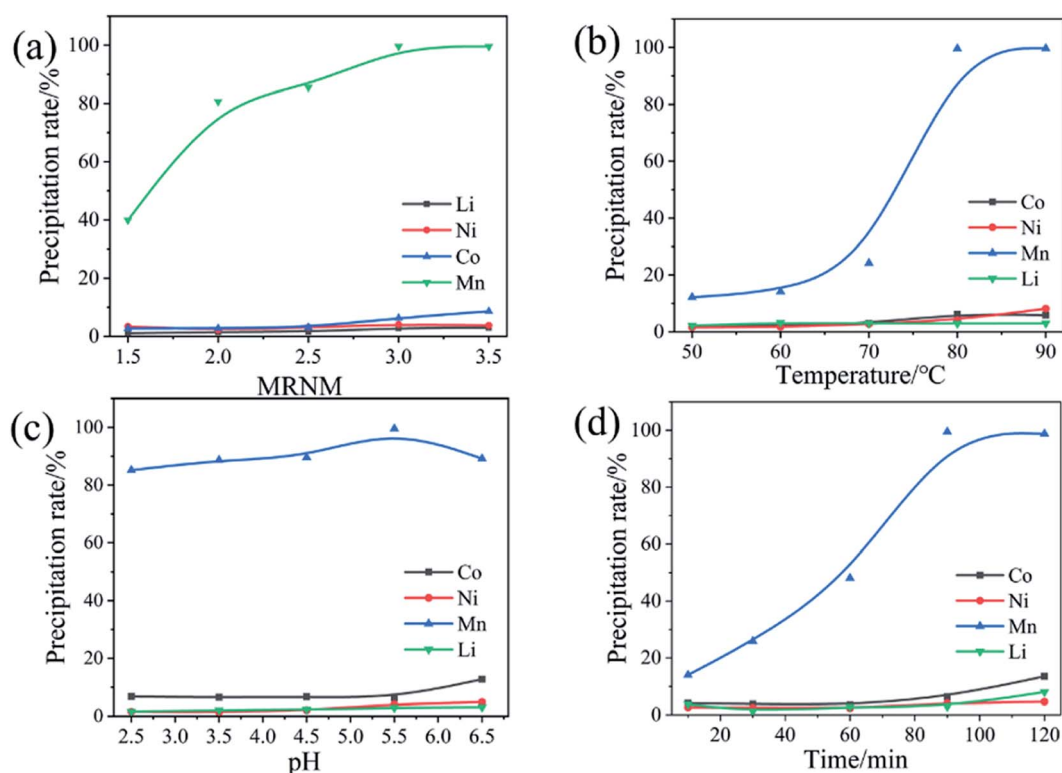 (a)
Precipitation rate/%
100
80
60
40
20
0
Li
Ni
Co
Mn
1.5 2.0 2.5 3.0 3.5
MRNM
(b)
Precipitation rate/%
100
80
60
40
20
0
Co
Ni
Mn
Li
50 60 70 80 90
Temperature/℃
(c)
Precipitation rate/%
100
80
60
40
20
0
Co
Ni
Mn
Li
2.5 3.0 3.5 4.0 4.5 5.0 5.5 6.0 6.5
pH
(d)
Precipitation rate/%
100
80
60
40
20
0
Co
Ni
Mn
Li
20 40 60 80 100 120
Time/min